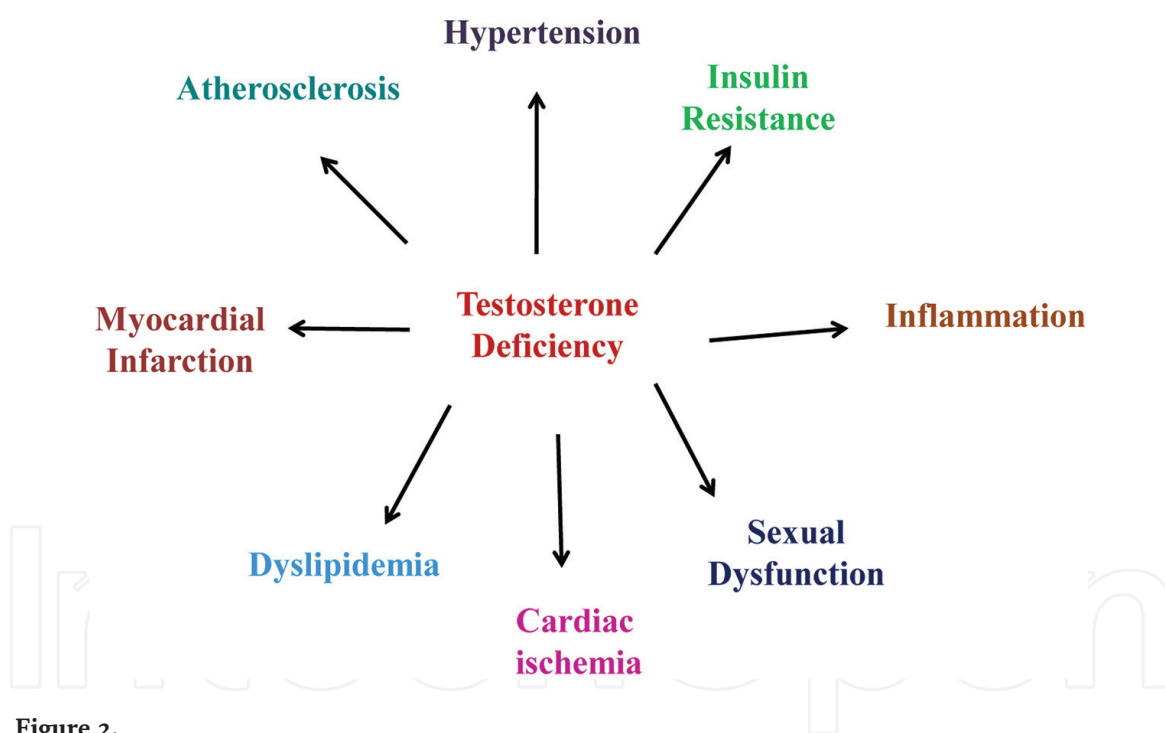 Hypertension
Atherosclerosis
Insulin
Resistance
Testosterone
Deficiency
Inflammation
Myocardial
Infarction
Sexual
Dysfunction
Dyslipidemia
Cardiac
ischemia
Figure 2.